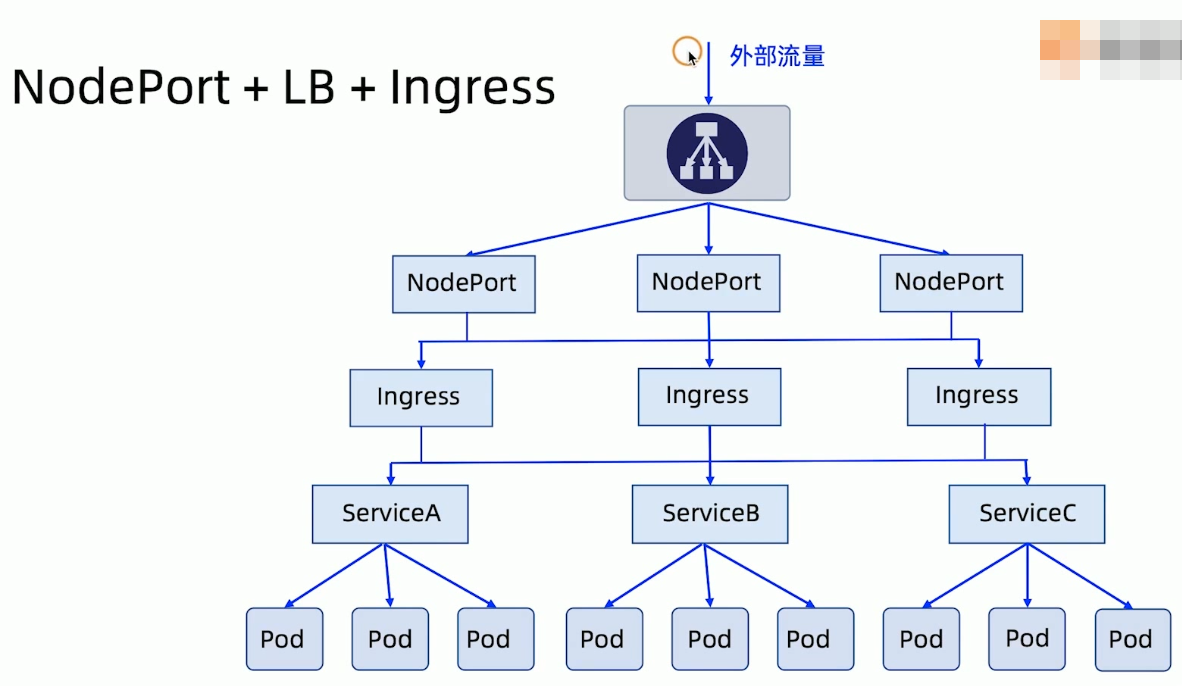 外部流量
NodePort + LB + Ingress
NodePort
NodePort
NodePort
Ingress
Ingress
Ingress
ServiceA
ServiceB
ServiceC
Pod
Pod
Pod
Pod
Pod
Pod
Pod
Pod
Pod